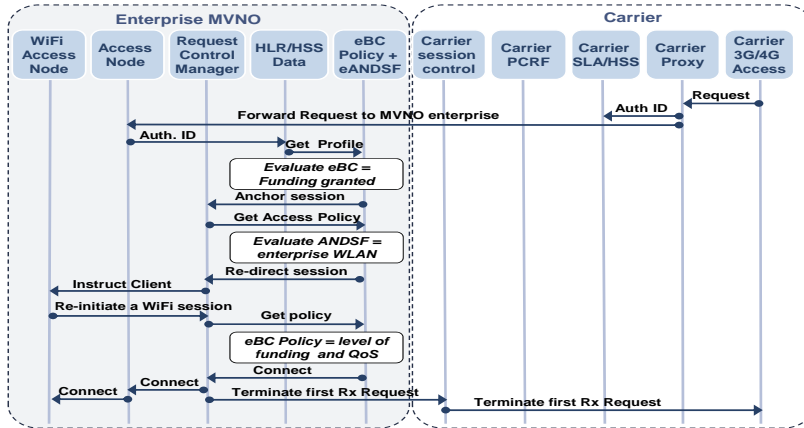 Enterprise MVNO
Carrier
WiFi
Access
Node
Access
Node
Request
Control
Manager
HLR/HSS
Data
eBC
Policy +
eANDSF
Carrier
session
control
Carrier
PCRF
Carrier
SLA/HSS
Carrier
Proxy
Carrier
3G/4G
Access
Request
Forward Request to MVNO enterprise
Auth ID
Auth. ID
Get Profile
Evaluate eBC =
Funding granted
Anchor session
Get Access Policy
Evaluate ANDSF =
enterprise WLAN
Re-direct session
Instruct Client
Re-initiate a WiFi session
Get policy
eBC Policy = level of
funding and QoS
Connect
Connect
Connect
Terminate first Rx Request
Terminate first Rx Request